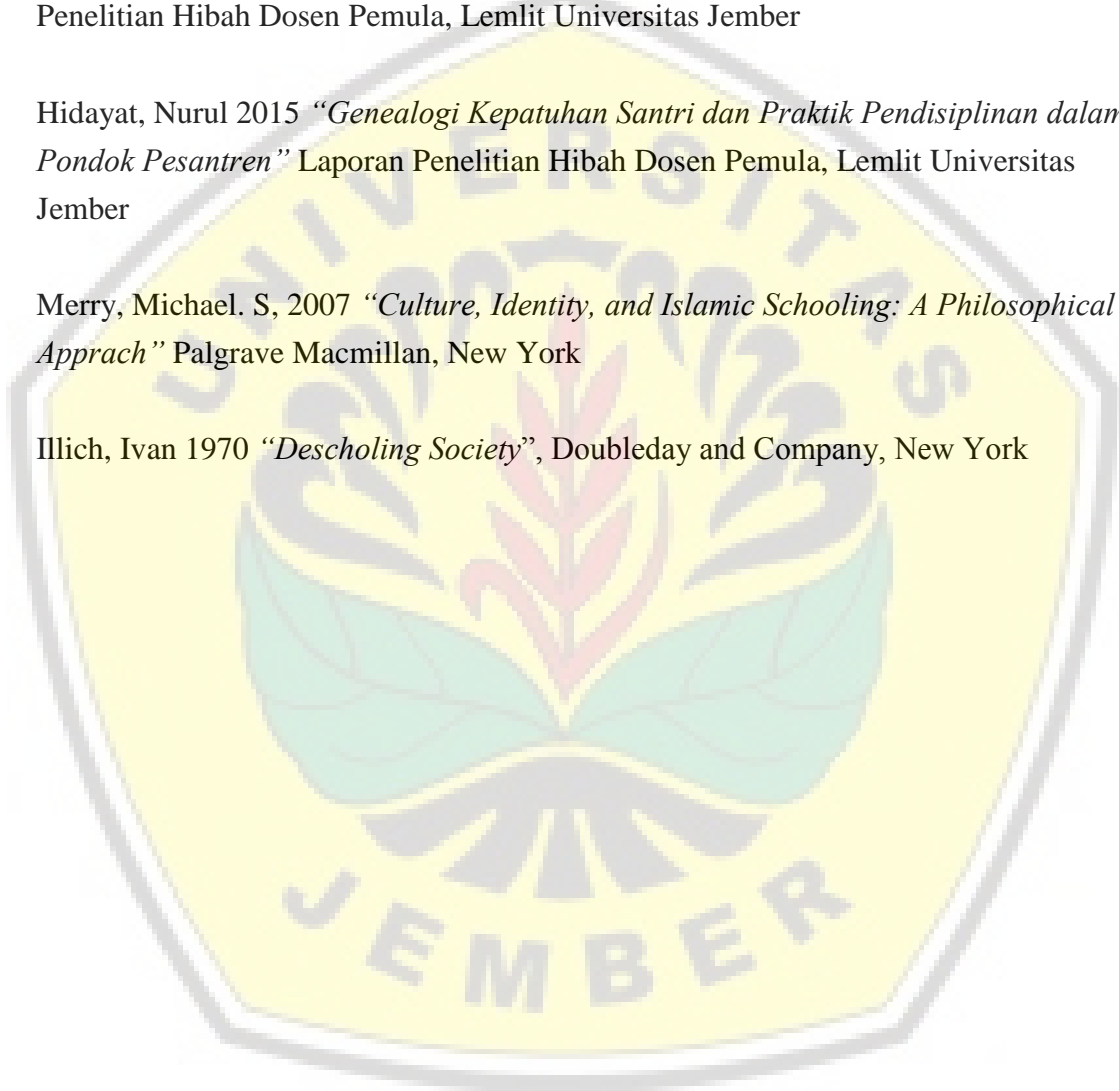 Penelitian Hibah Dosen Pemula, Lemlit Universitas Jember
Hidayat, Nurul 2015 “Genealogi Kepatuhan Santri dan Praktik Pendisiplinan dalam
Pondok Pesantren” Laporan Penelitian Hibah Dosen Pemula, Lemlit Universitas
Jember
Merry, Michael. S, 2007 “Culture, Identity, and Islamic Schooling: A Philosophical
Apprach” Palgrave Macmillan, New York
Illich, Ivan 1970 “Descholing Society”, Doubleday and Company, New York
UNIVERSITAS
JEMBER